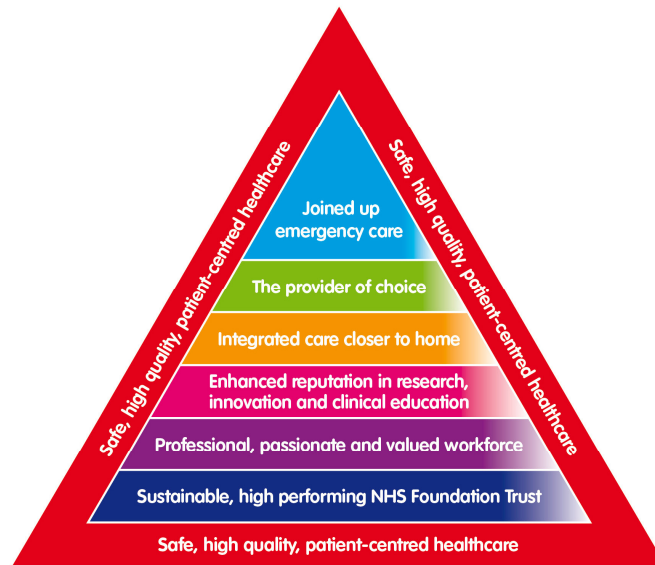 Safe, high quality, patient-centred healthcare
Safe, high quality, patient-centred healthcare
Joined up
emergency care
The provider of choice
Integrated care closer to home
Enhanced reputation in research,
innovation and clinical education
Professional, passionate and valued workforce
Sustainable, high performing NHS Foundation Trust
Safe, high quality, patient-centred healthcare